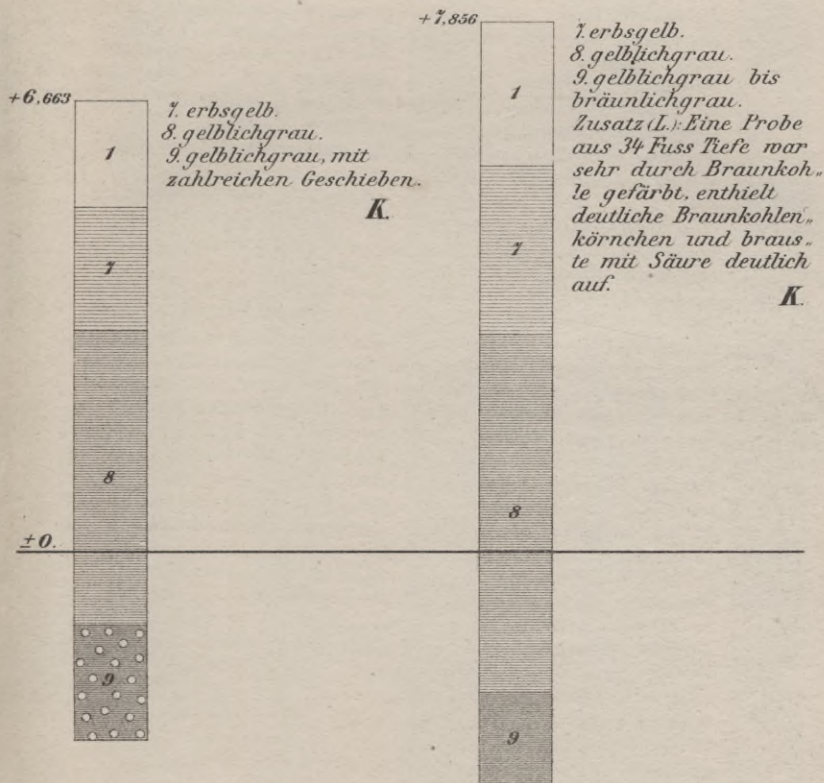 +6,663
1
7
8
±0.
9
7. erbsgelb.
8. gelblichgrau.
9. gelblichgrau, mit
zahlreichen Geschieben.
K.
+7,856
1
7
8
9
7. erbsgelb.
8. gelblichgrau.
9. gelblichgrau bis
bräunlichgrau.
Zusatz (L.): Eine Probe
aus 34 Fuss Tiefe war
sehr durch Braunkoh„
le gefärbt, enthielt
deutliche Braunkohlen„
körnchen und braus„
te mit Säure deutlich
auf.
K.